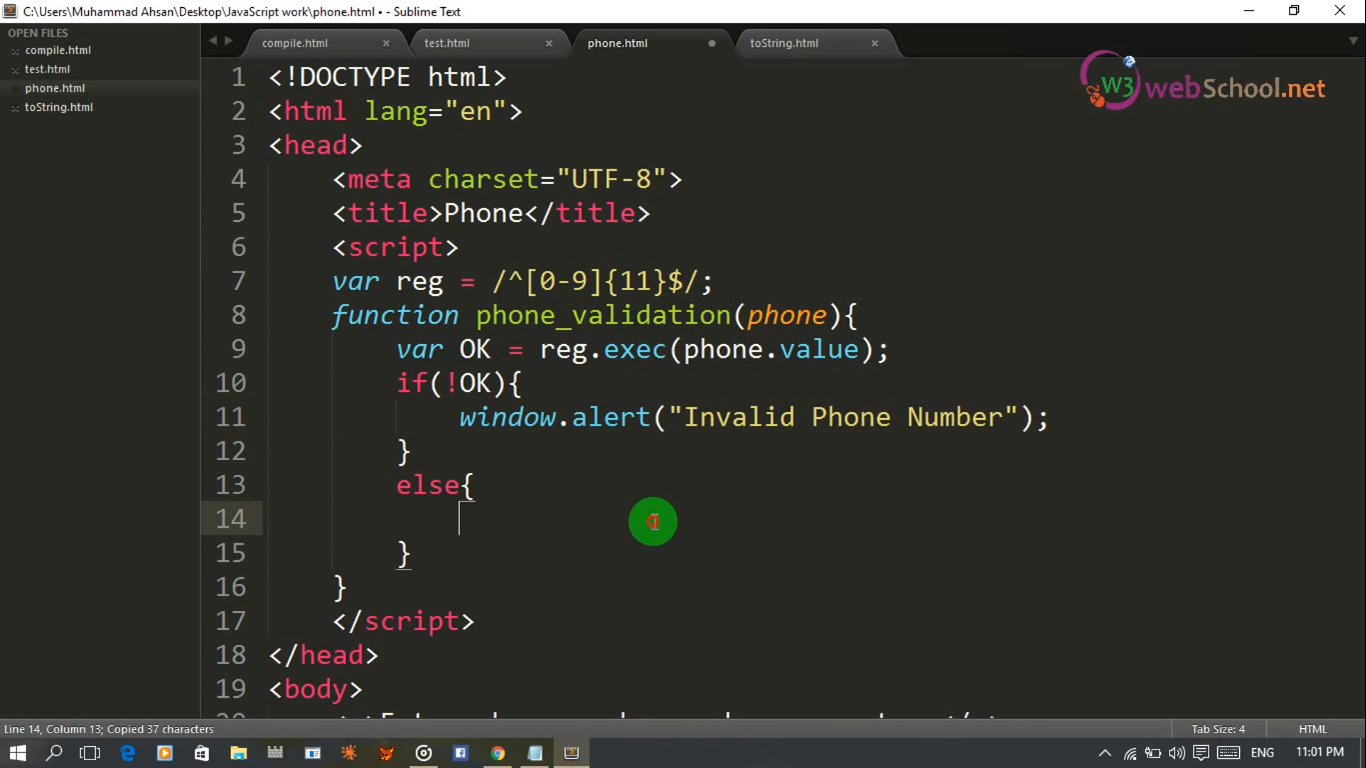 C:\Users\Muhammad Ahsan\Desktop\JavaScript work\phone.html • - Sublime Text
OPEN FILES
compile.html
test.html
phone.html
toString.html
compile.html × test.html × phone.html toString.html ×
W3 webSchool.net
1 <!DOCTYPE html>
2 <html lang="en">
3 <head>
4 <meta charset="UTF-8">
5 <title>Phone</title>
6 <script>
7 var reg = /^[0-9]{11}$/;
8 function phone_validation(phone){
9 var OK = reg.exec(phone.value);
10 if(!OK){
11 window.alert("Invalid Phone Number");
12 }
13 else{
14
15 }
16 }
17 </script>
18 </head>
19 <body>
Line 14, Column 13; Copied 37 characters
Tab Size: 4 HTML
ENG 11:01 PM